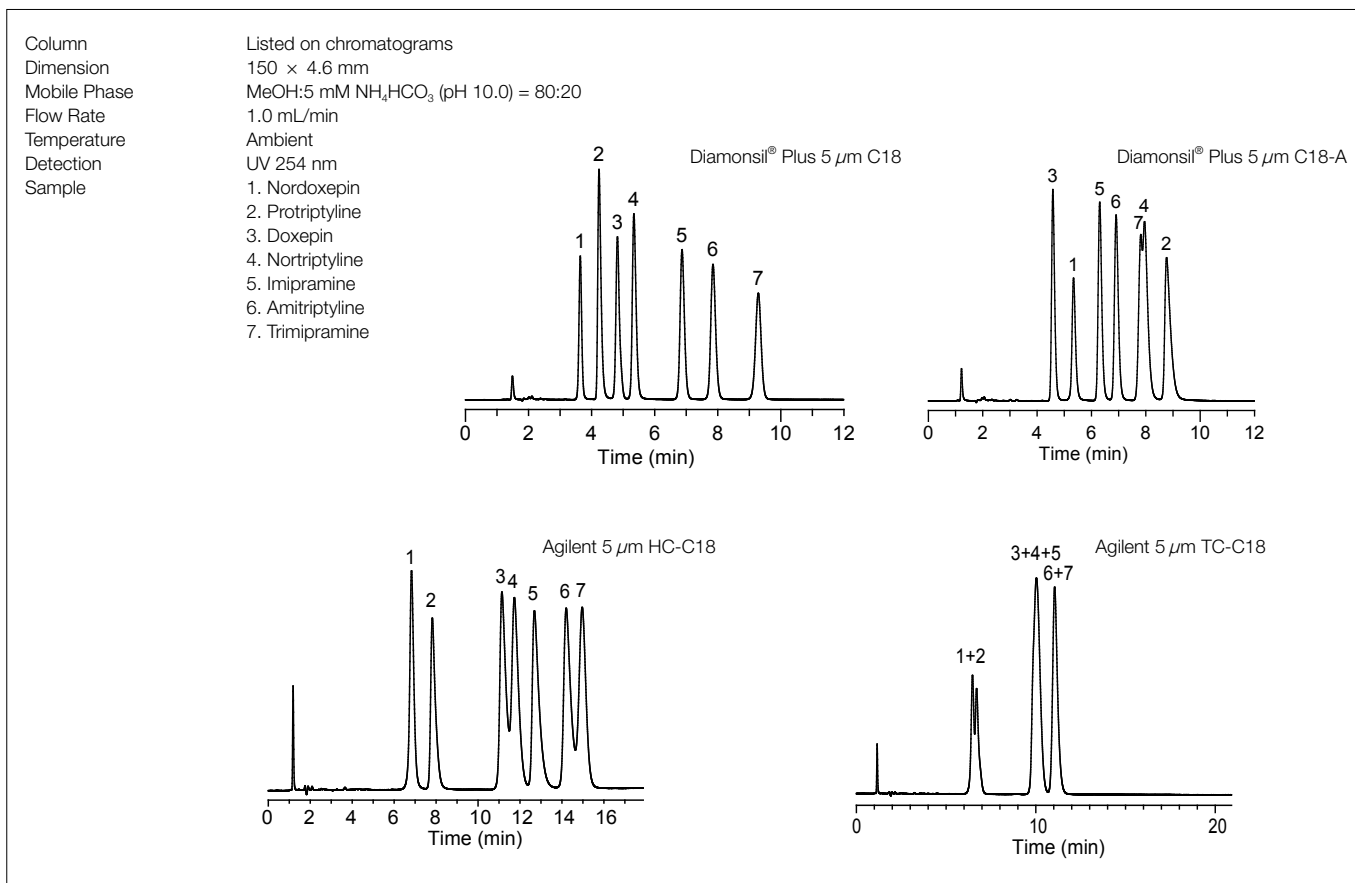 Column Listed on chromatograms
Dimension 150 × 4.6 mm
Mobile Phase MeOH:5 mM NH₄HCO₃ (pH 10.0) = 80:20
Flow Rate 1.0 mL/min
Temperature Ambient
Detection UV 254 nm
Sample 1. Nordoxepin
2. Protriptyline
3. Doxepin
4. Nortriptyline
5. Imipramine
6. Amitriptyline
7. Trimipramine
Diamonsil® Plus 5 µm C18
1 2 3 4 5 6 7
0 2 4 6 8 10 12
Time (min)
Diamonsil® Plus 5 µm C18-A
3 1 5 6 7 4 2
0 2 4 6 8 10 12
Time (min)
Agilent 5 µm HC-C18
1 2 3 4 5 6 7
0 2 4 6 8 10 12 14 16
Time (min)
Agilent 5 µm TC-C18
3+4+5
6+7
1+2
0 10 20
Time (min)